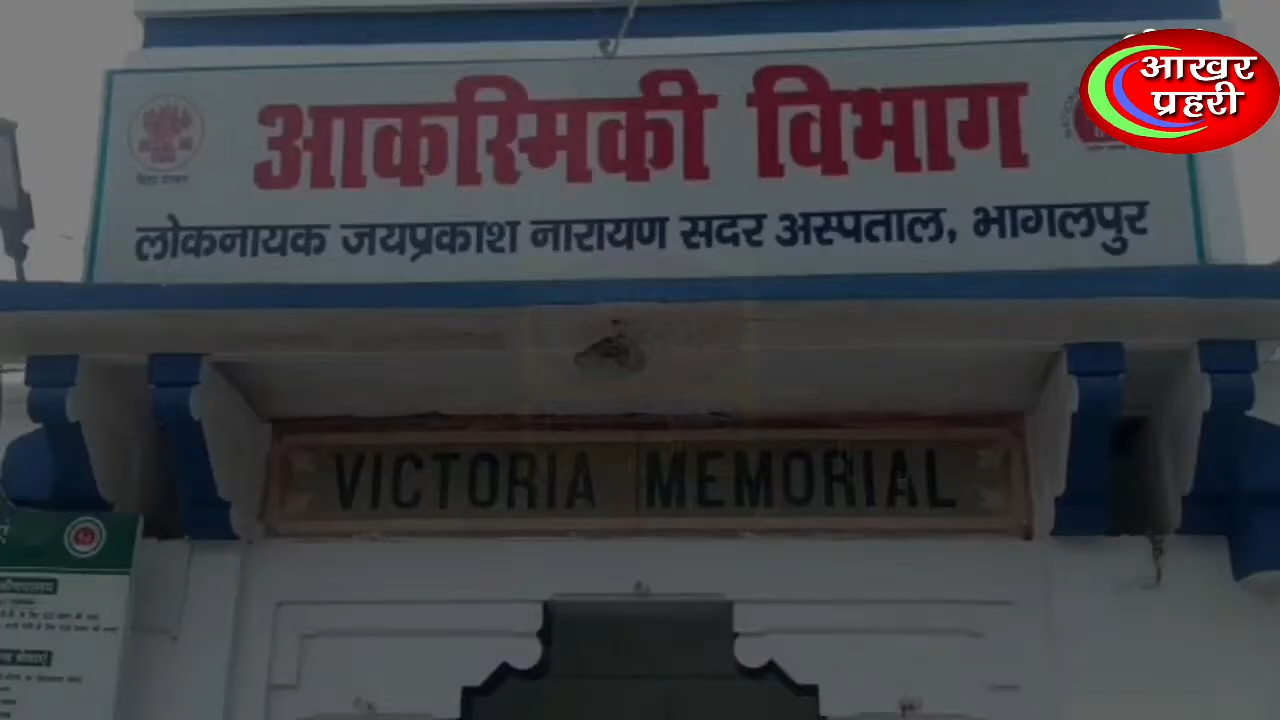 आखर
प्रहरी
आकस्मिकी विभाग
लोकनायक जयप्रकाश नारायण सदर अस्पताल, भागलपुर
VICTORIA MEMORIAL